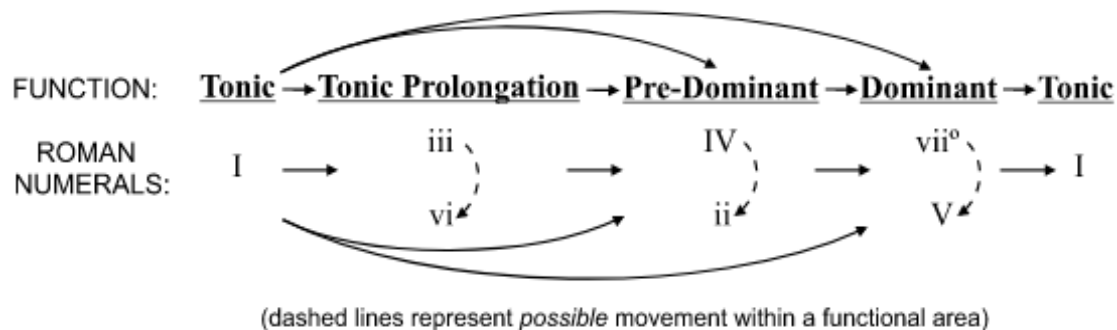 FUNCTION: Tonic → Tonic Prolongation → Pre-Dominant → Dominant → Tonic
iii IV viiº
ROMAN NUMERALS: I → → → → I
vi ii V
(dashed lines represent possible movement within a functional area)